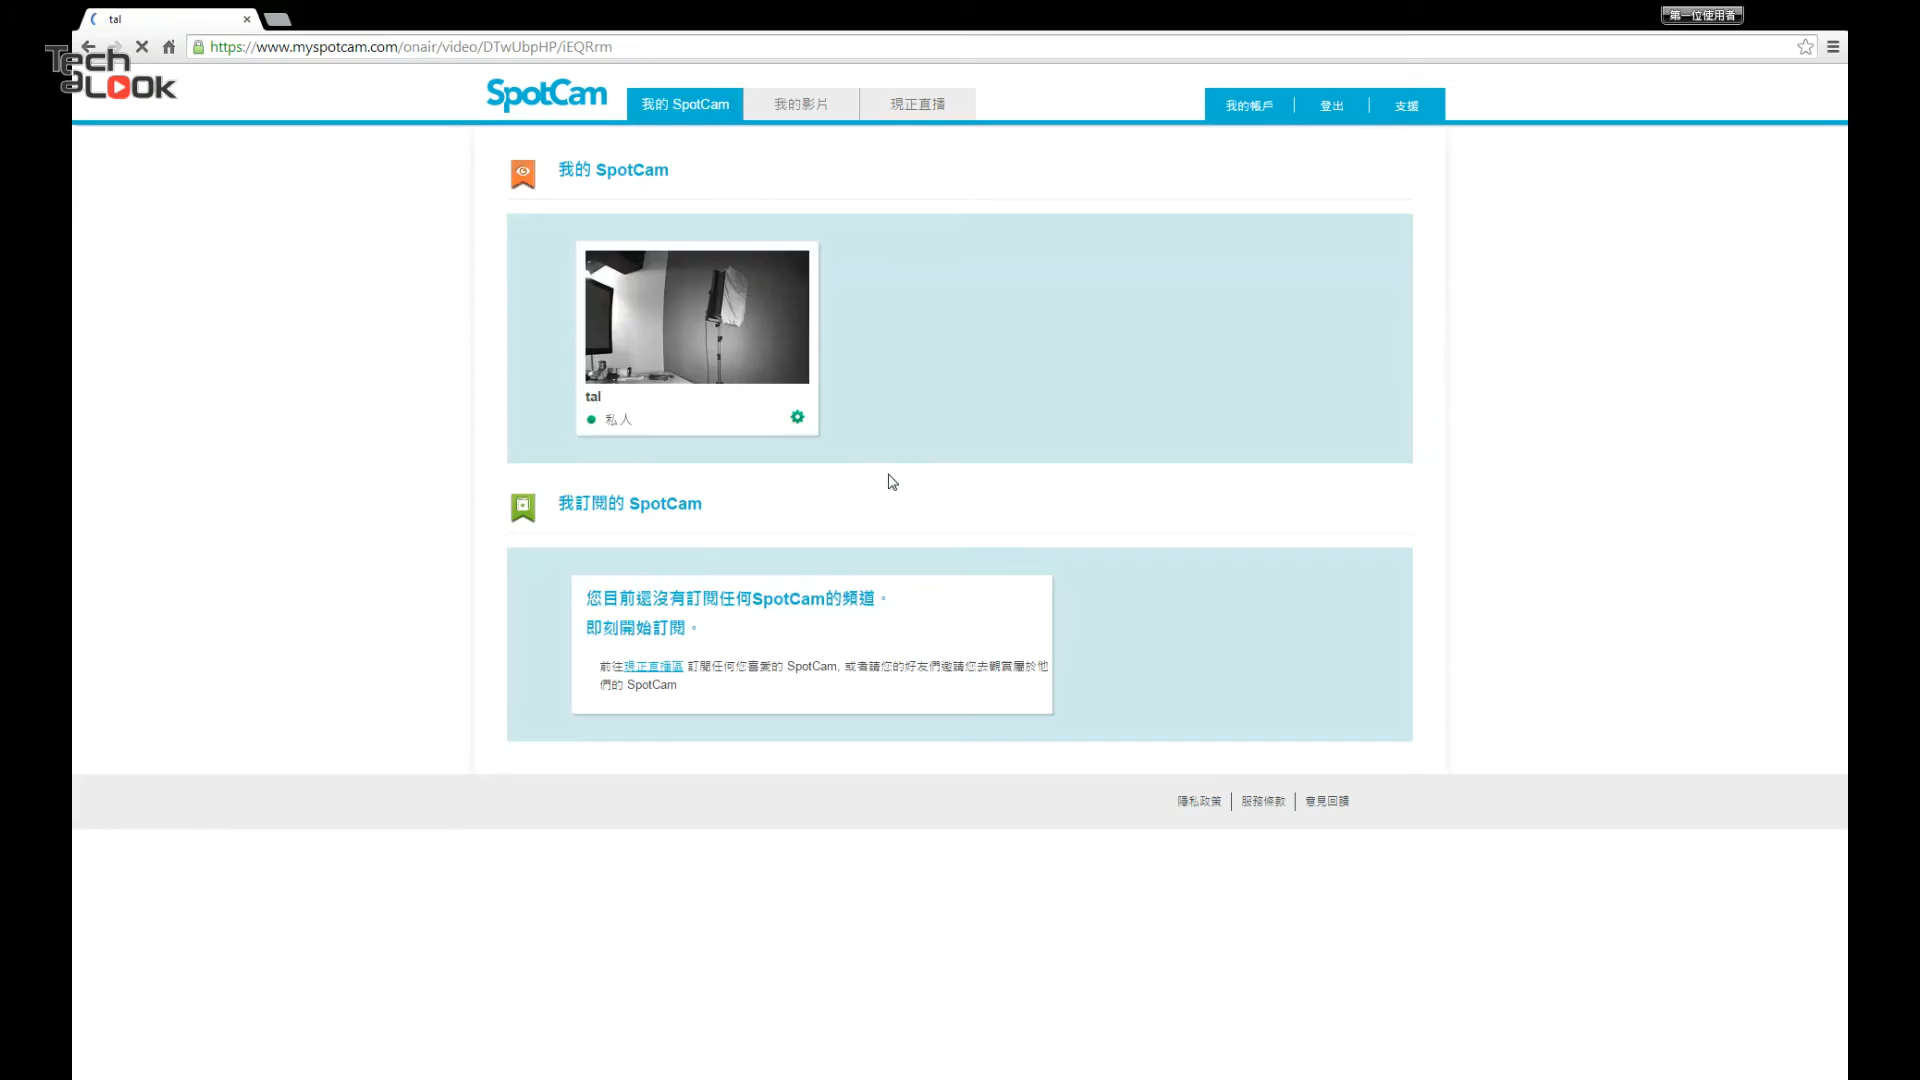 tal
第一位使用者
https://www.myspotcam.com/onair/video/DTwUbpHP/iEQRrm
Tech
a LOOK
SpotCam
我的 SpotCam
我的影片
現正直播
我的帳戶
登出
支援
我的 SpotCam
tal
私人
我訂閱的 SpotCam
您目前還沒有訂閱任何SpotCam的頻道。
即刻開始訂閱。
前往現正直播區 訂閱任何您喜愛的 SpotCam, 或者請您的好友們邀請您去觀賞屬於他
們的 SpotCam
隱私政策
服務條款
意見回饋